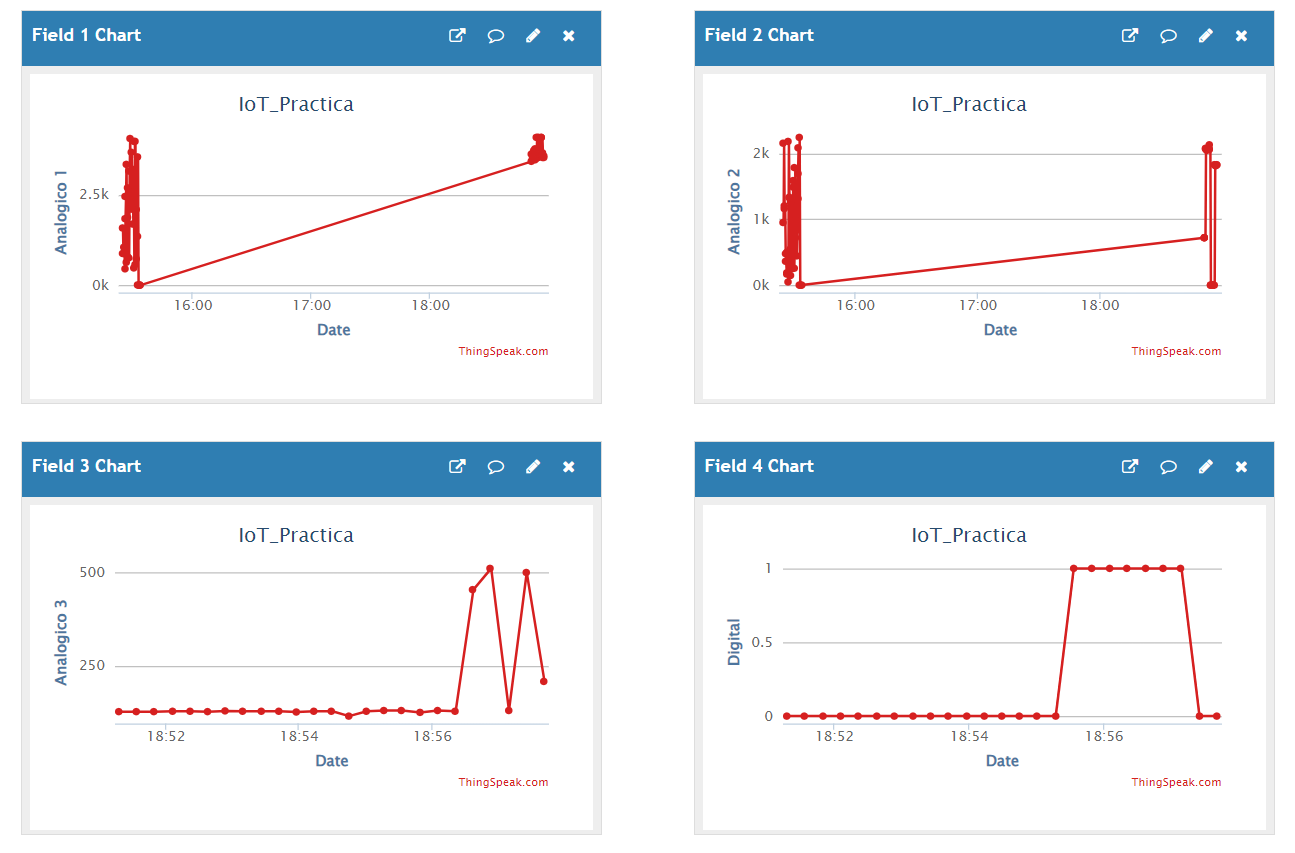 Field 1 Chart
IoT_Practica
Analogico 1
2.5k
0k
16:00 17:00 18:00
Date
ThingSpeak.com
Field 2 Chart
IoT_Practica
Analogico 2
2k
1k
0k
16:00 17:00 18:00
Date
ThingSpeak.com
Field 3 Chart
IoT_Practica
Analogico 3
500
250
18:52 18:54 18:56
Date
ThingSpeak.com
Field 4 Chart
IoT_Practica
Digital
1
0.5
0
18:52 18:54 18:56
Date
ThingSpeak.com